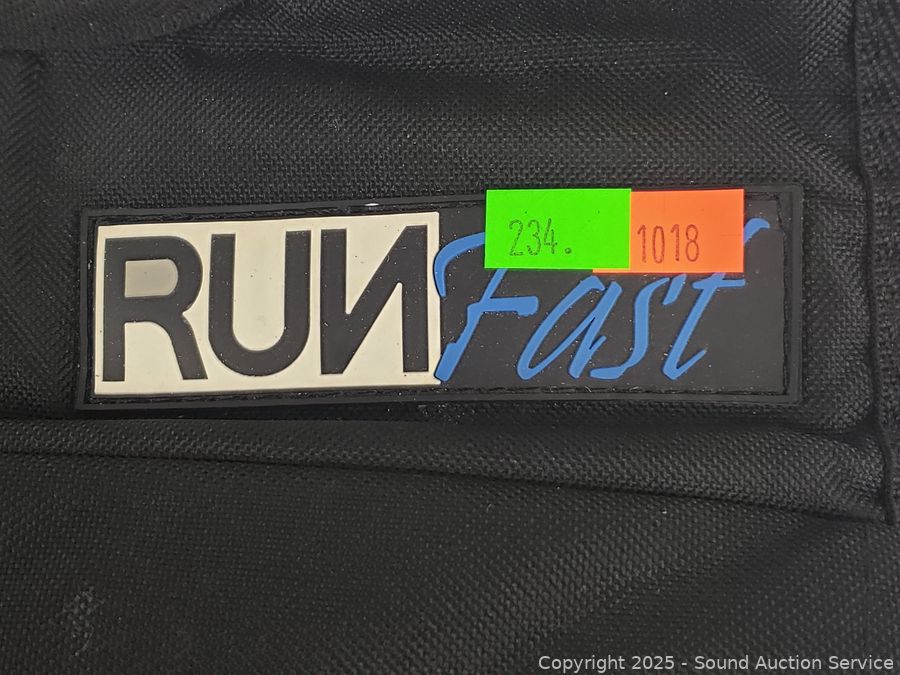 RUN Fast
234. 1018
Copyright 2025 - Sound Auction Service